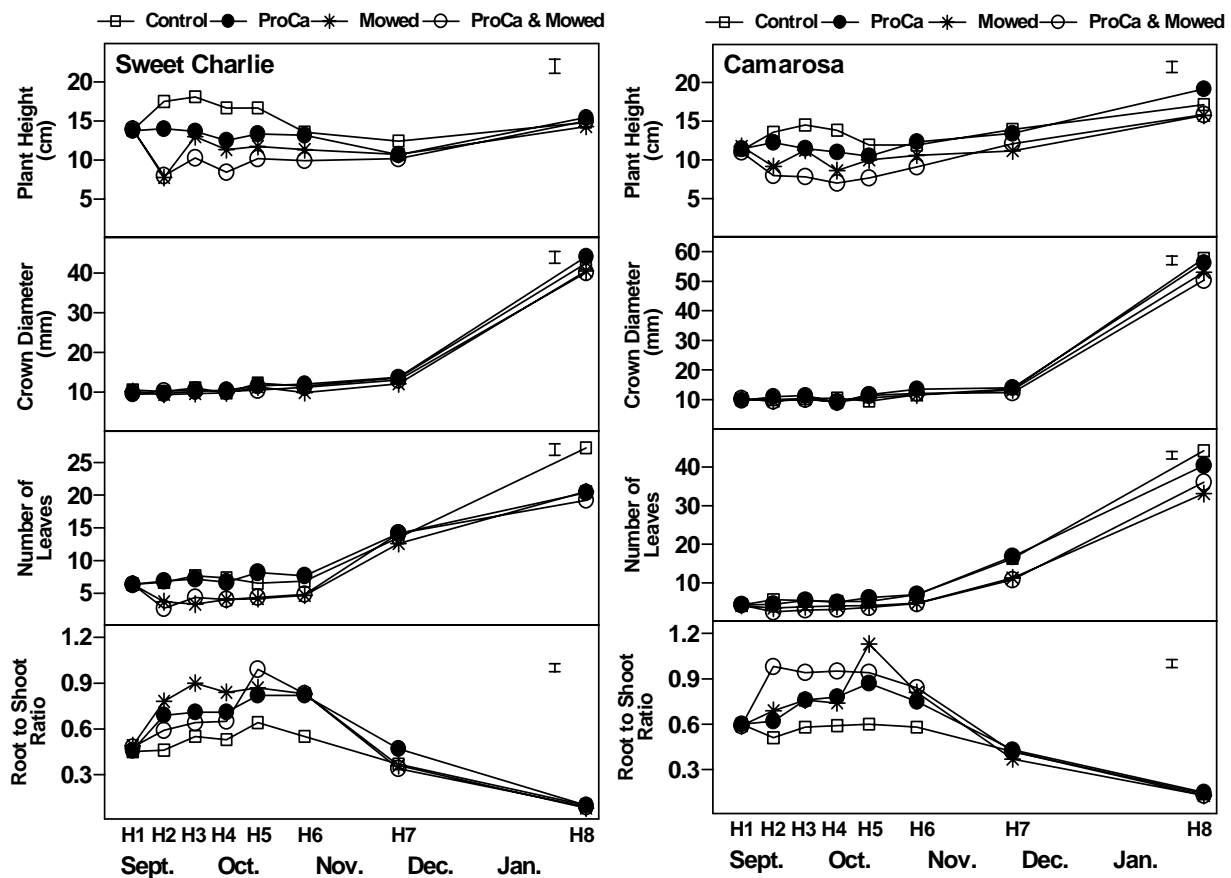 Control ProCa Mowed ProCa & Mowed
Sweet Charlie
Plant Height
(cm)
20
15
10
5
Crown Diameter
(mm)
40
30
20
10
Number of
Leaves
25
20
15
10
5
Root to Shoot
Ratio
1.2
0.9
0.6
0.3
H1 H2 H3 H4 H5 H6 H7 H8
Sept. Oct. Nov. Dec. Jan.
Control ProCa Mowed ProCa & Mowed
Camarosa
Plant Height
(cm)
20
15
10
5
Crown Diameter
(mm)
60
50
40
30
20
10
Number of
Leaves
40
30
20
10
Root to Shoot
Ratio
1.2
0.9
0.6
0.3
H1 H2 H3 H4 H5 H6 H7 H8
Sept. Oct. Nov. Dec. Jan.